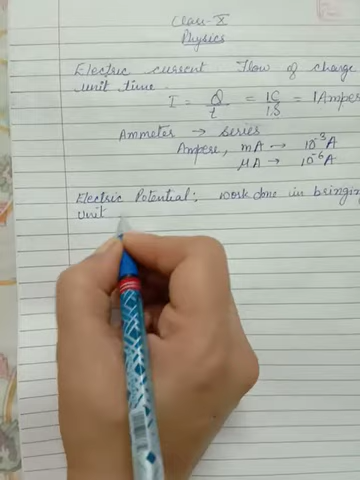 Class-X
Physics
Electric current Flow of charge
unit time
I = Q/t = 1C/1S = 1Amper
Ammeter → series
Ampere, mA → 10⁻³A
μA → 10⁻⁶A
Electric Potential; work done in bringing
unit